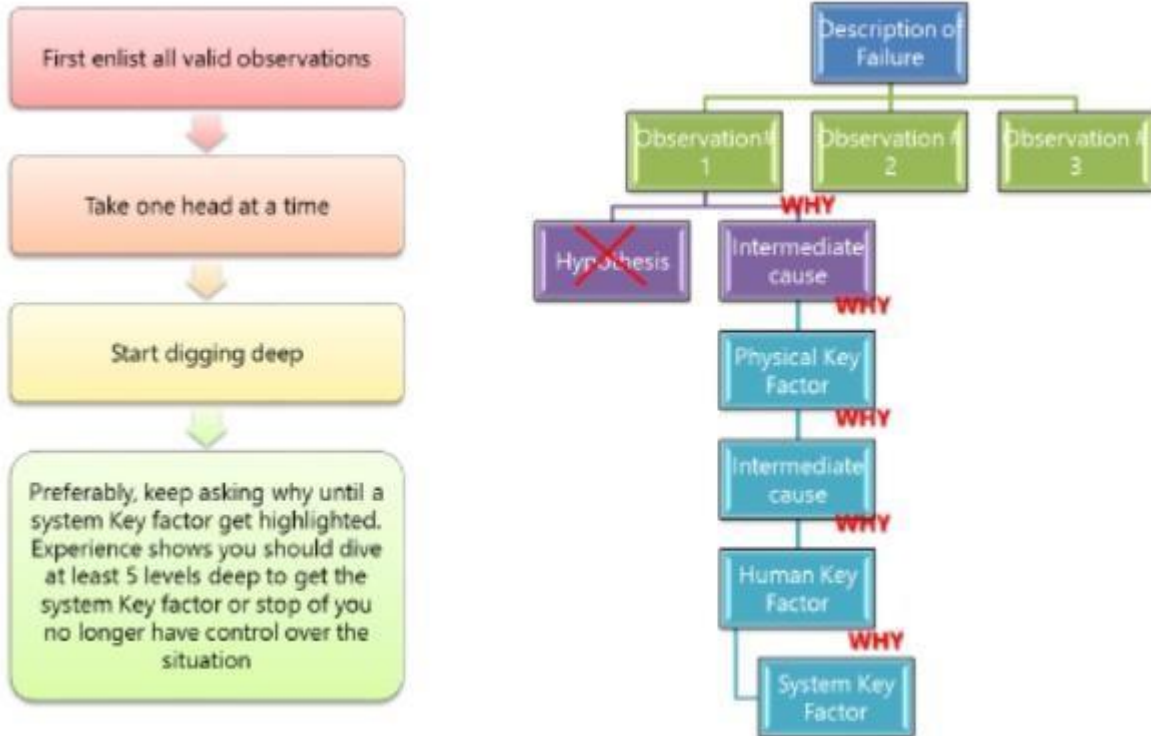 First enlist all valid observations
Take one head at a time
Start digging deep
Preferably, keep asking why until a
system Key factor get highlighted.
Experience shows you should dive
at least 5 levels deep to get the
system Key factor or stop of you
no longer have control over the
situation
Description of
Failure
Observation#
1
Observation #
2
Observation #
3
WHY
Hypothesis
Intermediate
cause
WHY
Physical Key
Factor
WHY
Intermediate
cause
WHY
Human Key
Factor
WHY
System Key
Factor